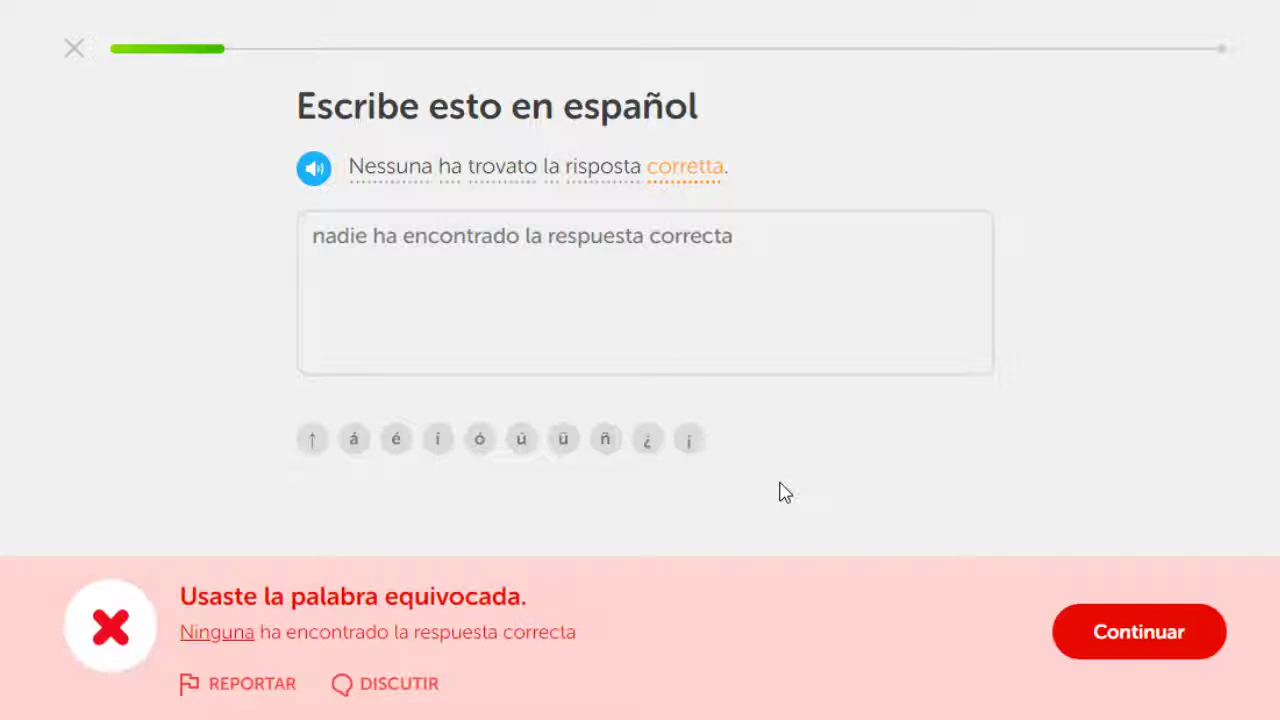 Escribe esto en español
Nessuna ha trovato la risposta corretta.
nadie ha encontrado la respuesta correcta
↑ á é í ó ú ü ñ ¿ ¡
Usaste la palabra equivocada.
Ninguna ha encontrado la respuesta correcta
Continuar
REPORTAR DISCUTIR